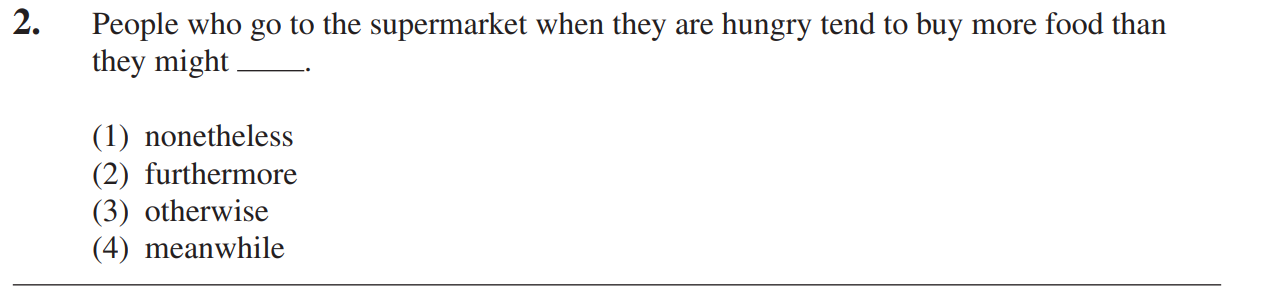 2. People who go to the supermarket when they are hungry tend to buy more food than
they might _____.
(1) nonetheless
(2) furthermore
(3) otherwise
(4) meanwhile